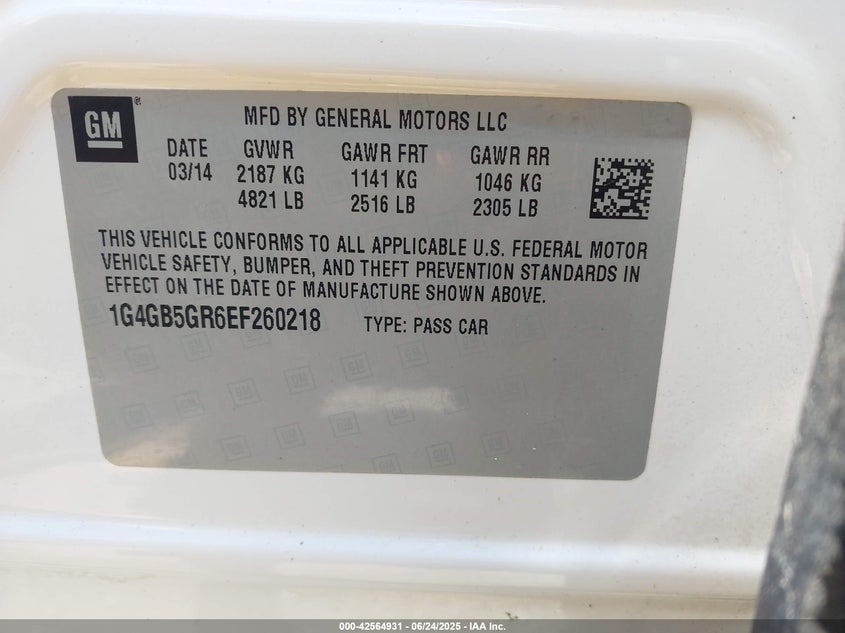 GM
®
MFD BY GENERAL MOTORS LLC
DATE GVWR GAWR FRT GAWR RR
03/14 2187 KG 1141 KG 1046 KG
4821 LB 2516 LB 2305 LB
THIS VEHICLE CONFORMS TO ALL APPLICABLE U.S. FEDERAL MOTOR
VEHICLE SAFETY, BUMPER, AND THEFT PREVENTION STANDARDS IN
EFFECT ON THE DATE OF MANUFACTURE SHOWN ABOVE.
1G4GB5GR6EF260218 TYPE: PASS CAR
000-42564931 - 06/24/2025 - IAA Inc.